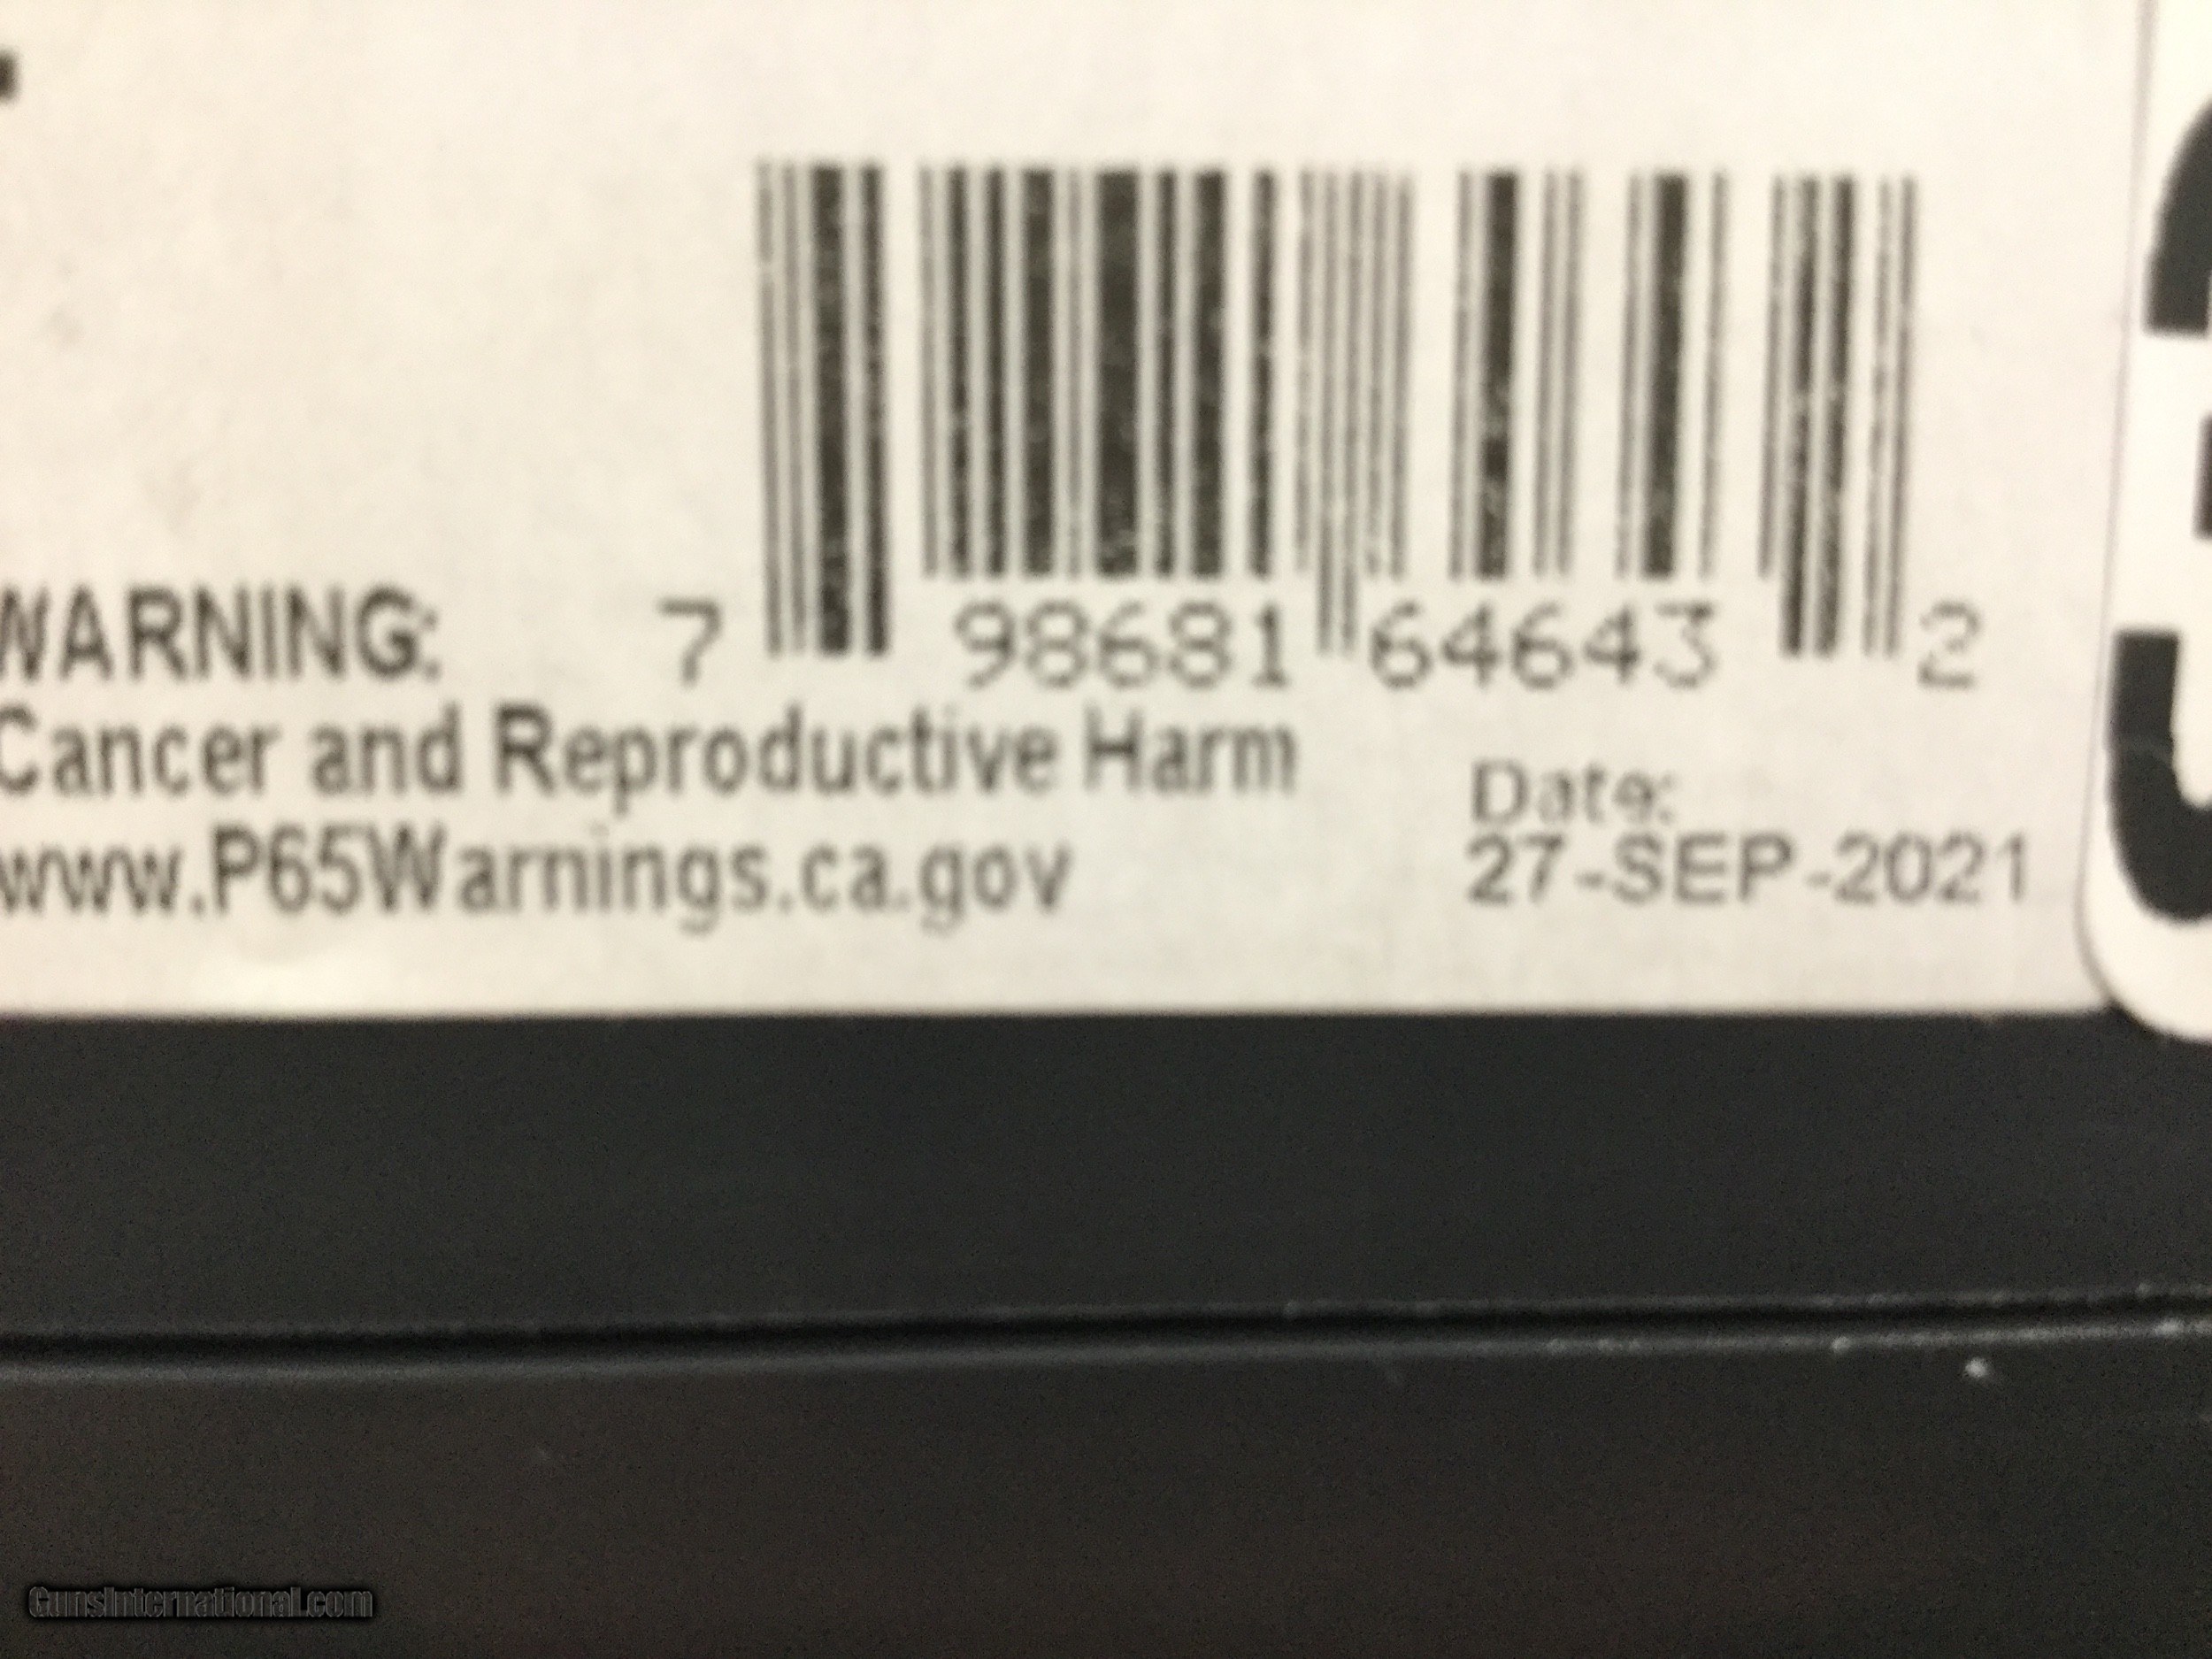 7 98681 64643 2
WARNING:
Cancer and Reproductive Harm
www.P65Warnings.ca.gov
Date:
27-SEP-2021
GunsInternational.com